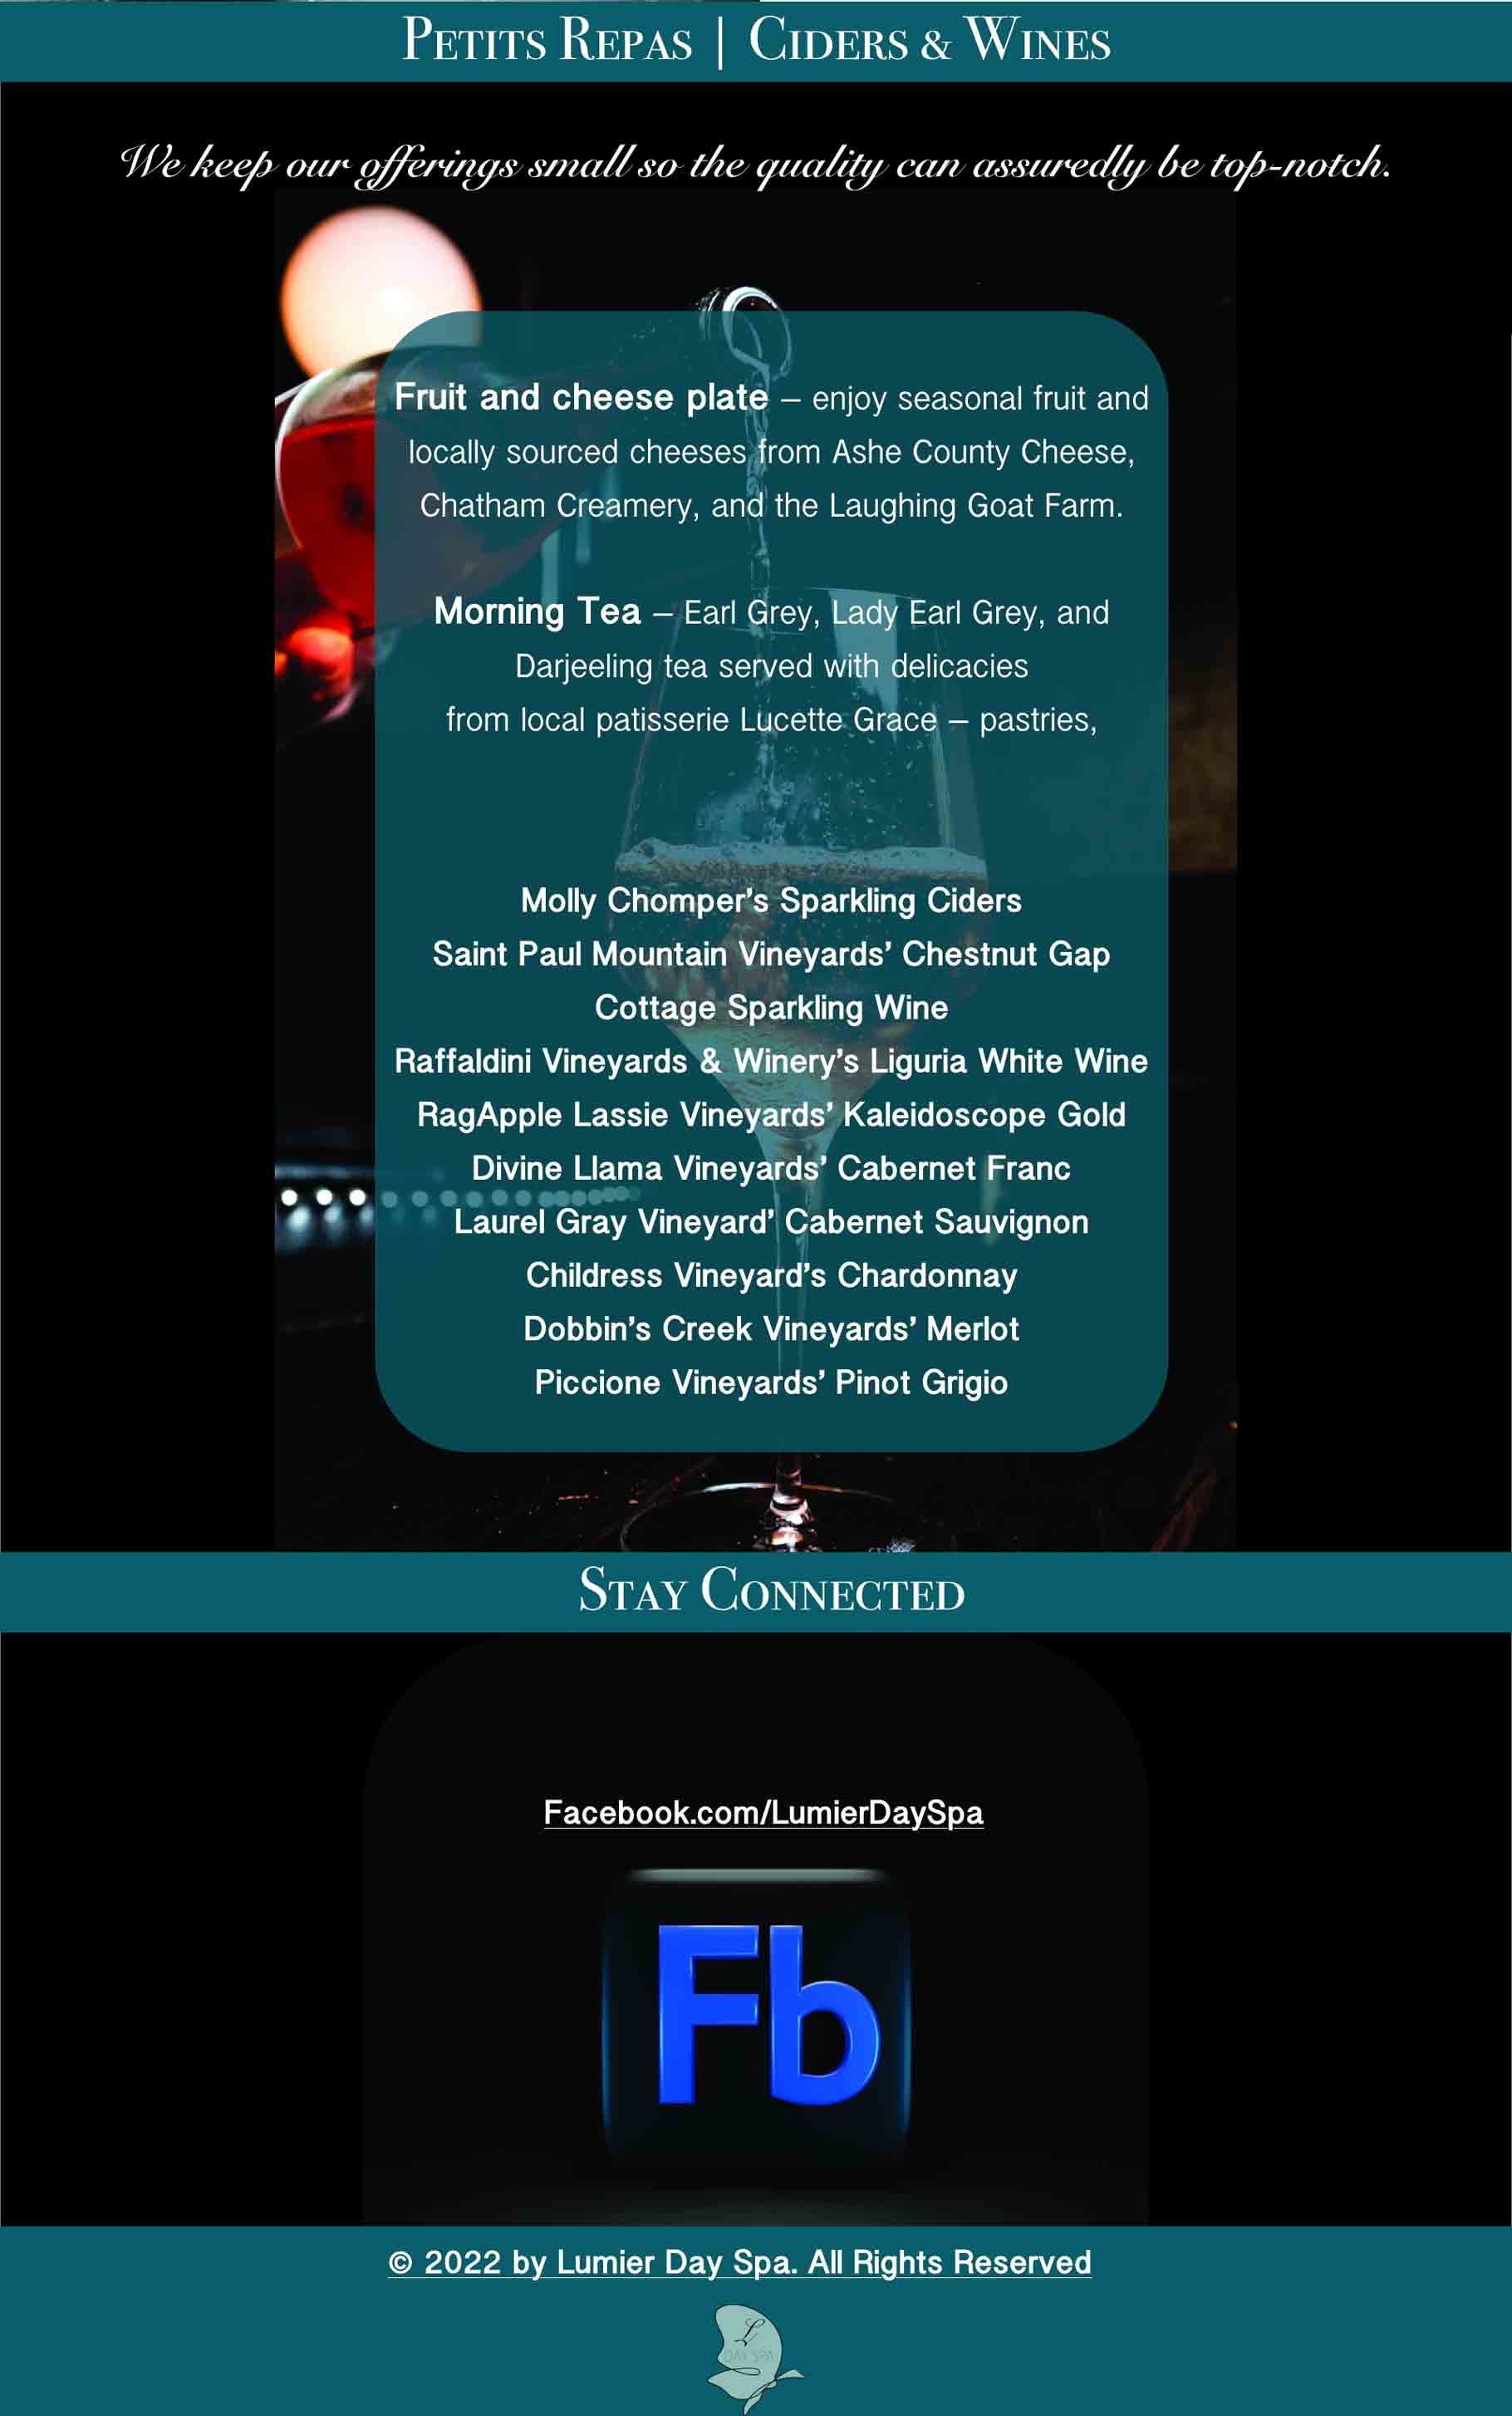 Petits Repas | Ciders & Wines
We keep our offerings small so the quality can assuredly be top-notch.
Fruit and cheese plate – enjoy seasonal fruit and
locally sourced cheeses from Ashe County Cheese,
Chatham Creamery, and the Laughing Goat Farm.
Morning Tea – Earl Grey, Lady Earl Grey, and
Darjeeling tea served with delicacies
from local patisserie Lucette Grace – pastries,
Molly Chomper’s Sparkling Ciders
Saint Paul Mountain Vineyards’ Chestnut Gap
Cottage Sparkling Wine
Raffaldini Vineyards & Winery’s Liguria White Wine
RagApple Lassie Vineyards’ Kaleidoscope Gold
Divine Llama Vineyards’ Cabernet Franc
Laurel Gray Vineyard’ Cabernet Sauvignon
Childress Vineyard’s Chardonnay
Dobbin’s Creek Vineyards’ Merlot
Piccione Vineyards’ Pinot Grigio
Stay Connected
Facebook.com/LumierDaySpa
Fb
© 2022 by Lumier Day Spa. All Rights Reserved
L
DAY SPA